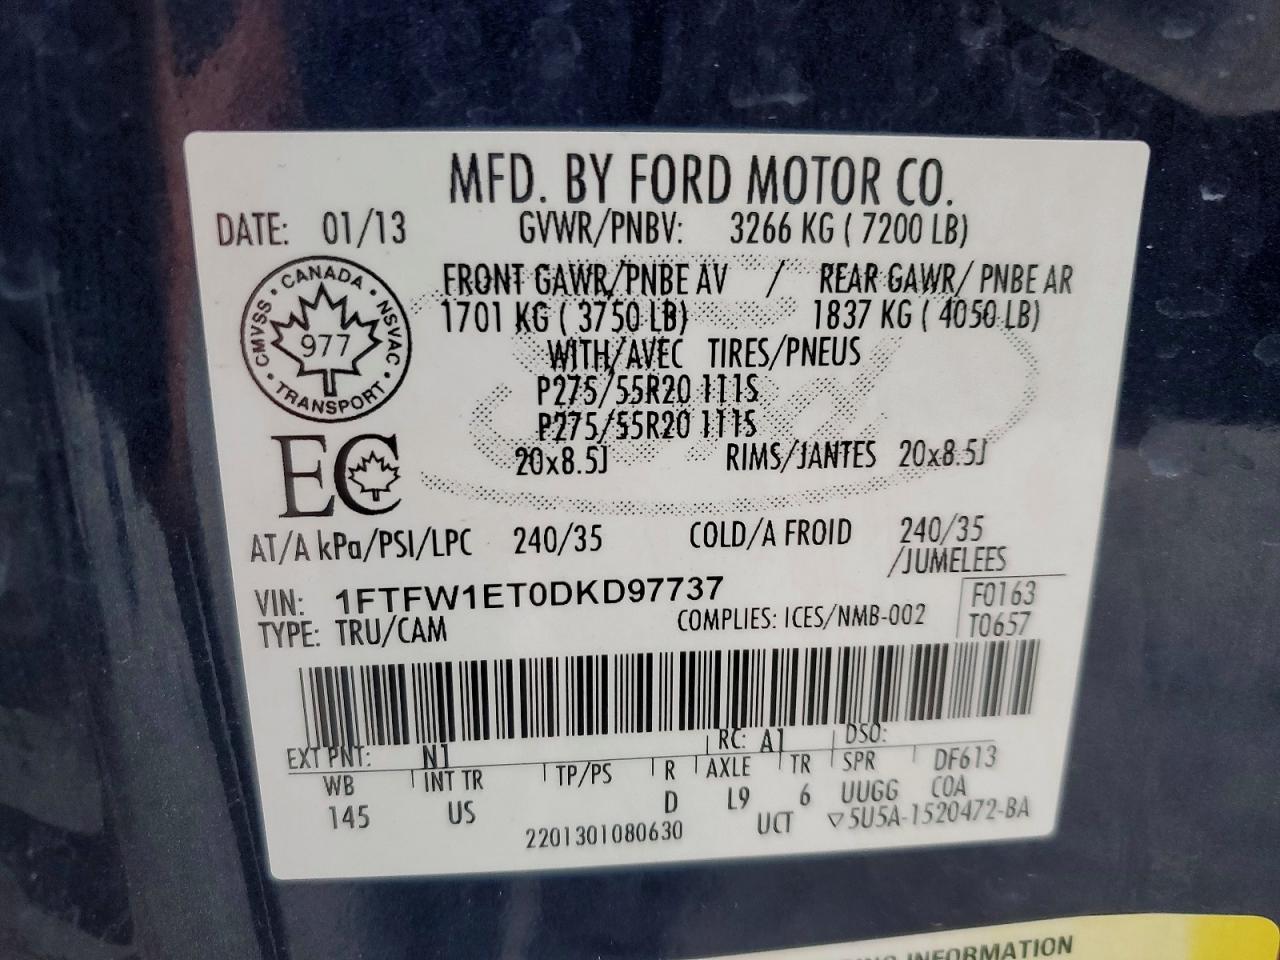 MFD. BY FORD MOTOR CO.
DATE: 01/13 GVWR/PNBV: 3266 KG ( 7200 LB)
FRONT GAWR/PNBE AV / REAR GAWR/ PNBE AR
1701 KG ( 3750 LB) 1837 KG ( 4050 LB)
WITH/AVEC TIRES/PNEUS
P275/55R20 111S
P275/55R20 111S
20x8.5J RIMS/JANTES 20x8.5J
CANADA
CMVSS · NSVAC
977
TRANSPORT
EC
AT/A kPa/PSI/LPC 240/35 COLD/A FROID 240/35
/JUMELEES
VIN: 1FTFW1ET0DKD97737 F0163
TYPE: TRU/CAM COMPLIES: ICES/NMB-002 T0657
EXT PNT: N1 RC: A1 DSO:
WB INT TR TP/PS R AXLE TR SPR DF613
145 US D L9 6 UUGG COA
2201301080630 UCT ▽5U5A-1520472-BA
INFORMATION